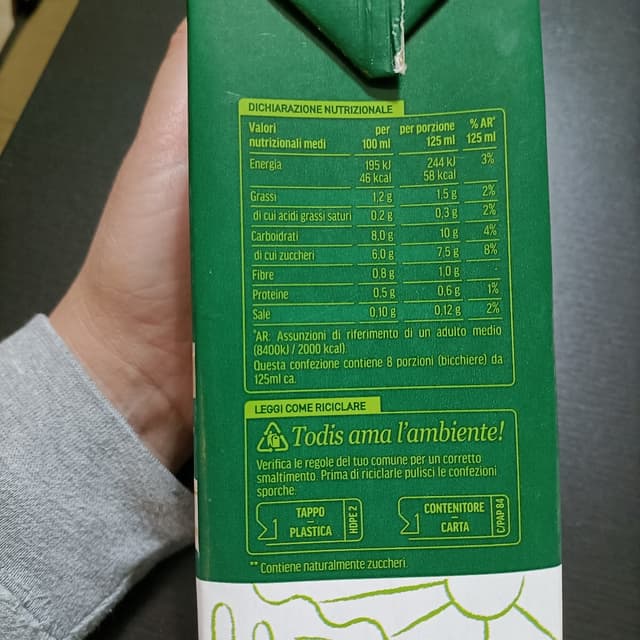 DICHIARAZIONE NUTRIZIONALE
Valori nutrizionali medi per 100 ml per porzione 125 ml % AR* 125 ml
Energia 195 kJ 244 kJ 3%
46 kcal 58 kcal
Grassi 1,2 g 1.5 g 2%
di cui acidi grassi saturi 0.2 g 0,3 g 2%
Carboidrati 8,0 g 10 g 4%
di cui zuccheri 6,0 g 7,5 g 8%
Fibre 0.8 g 1.0 g
Proteine 0.5 g 0,6 g 1%
Sale 0,10 g 0,12 g 2%
*AR: Assunzioni di riferimento di un adulto medio
(8400kJ / 2000 kcal)
Questa confezione contiene 8 porzioni (bicchiere) da
125ml ca.
LEGGI COME RICICLARE
Todis ama l'ambiente!
Verifica le regole del tuo comune per un corretto
smaltimento. Prima di riciclarle pulisci le confezioni
sporche.
TAPPO
PLASTICA
HDPE 2
CONTENITORE
CARTA
C/PAP 84
** Contiene naturalmente zuccheri.